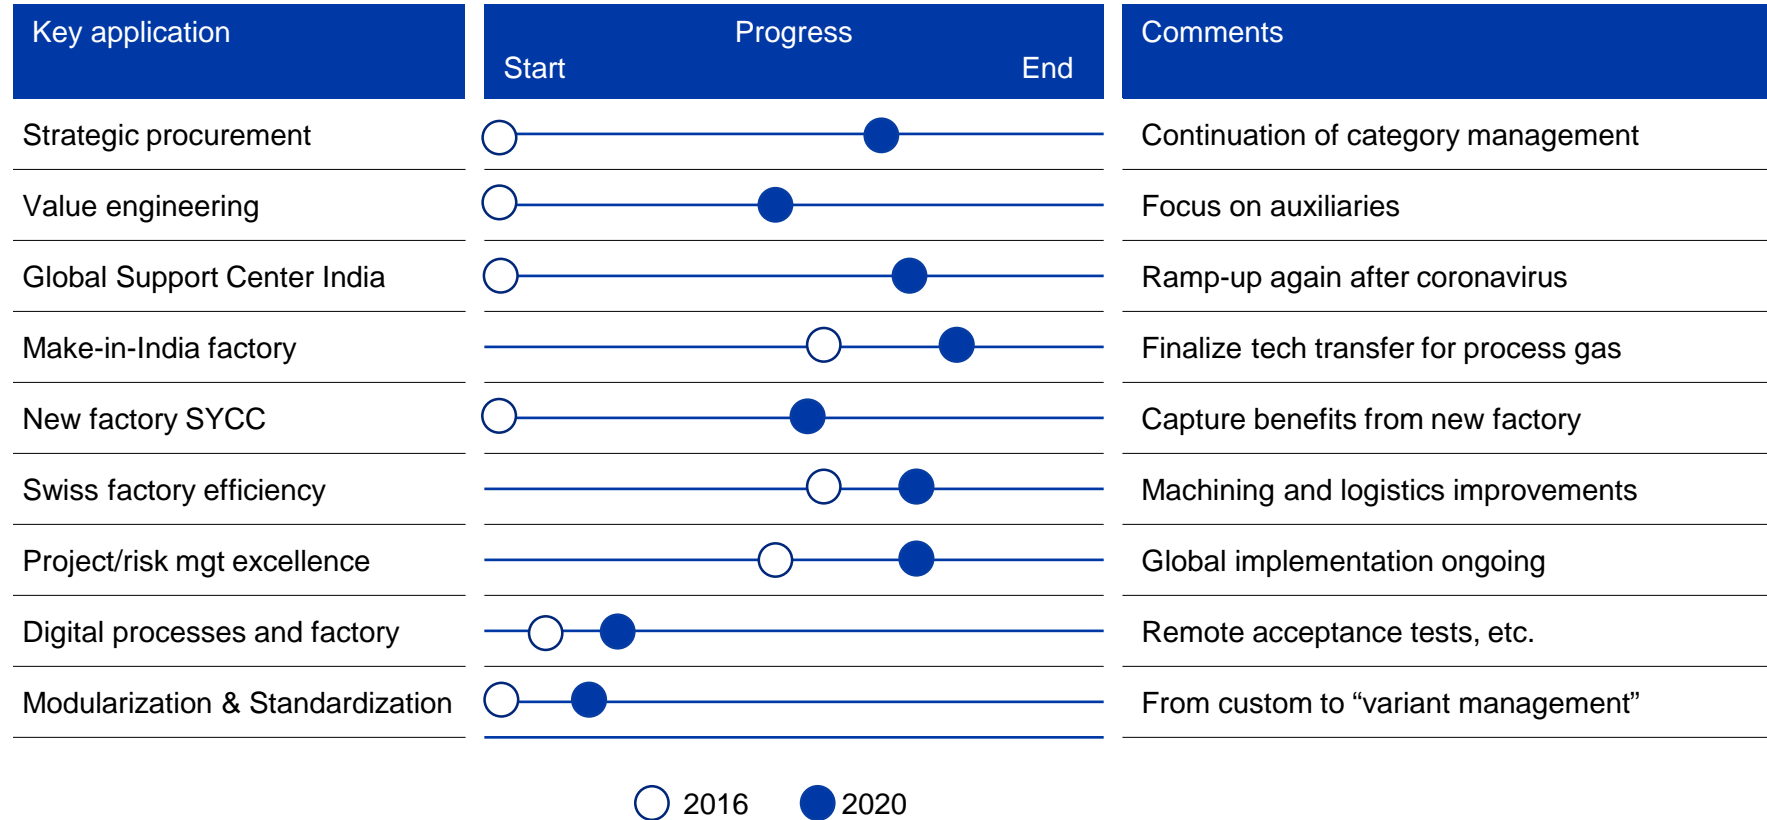 Key application
Progress
Comments
Start
End
Strategic procurement
Continuation of category management
Value engineering
Focus on auxiliaries
Global Support Center India
Ramp-up again after coronavirus
Make-in-India factory
Finalize tech transfer for process gas
New factory SYCC
Capture benefits from new factory
Swiss factory efficiency
Machining and logistics improvements
Project/risk mgt excellence
Global implementation ongoing
Digital processes and factory
Remote acceptance tests, etc.
Modularization & Standardization
From custom to “variant management”
2016
2020